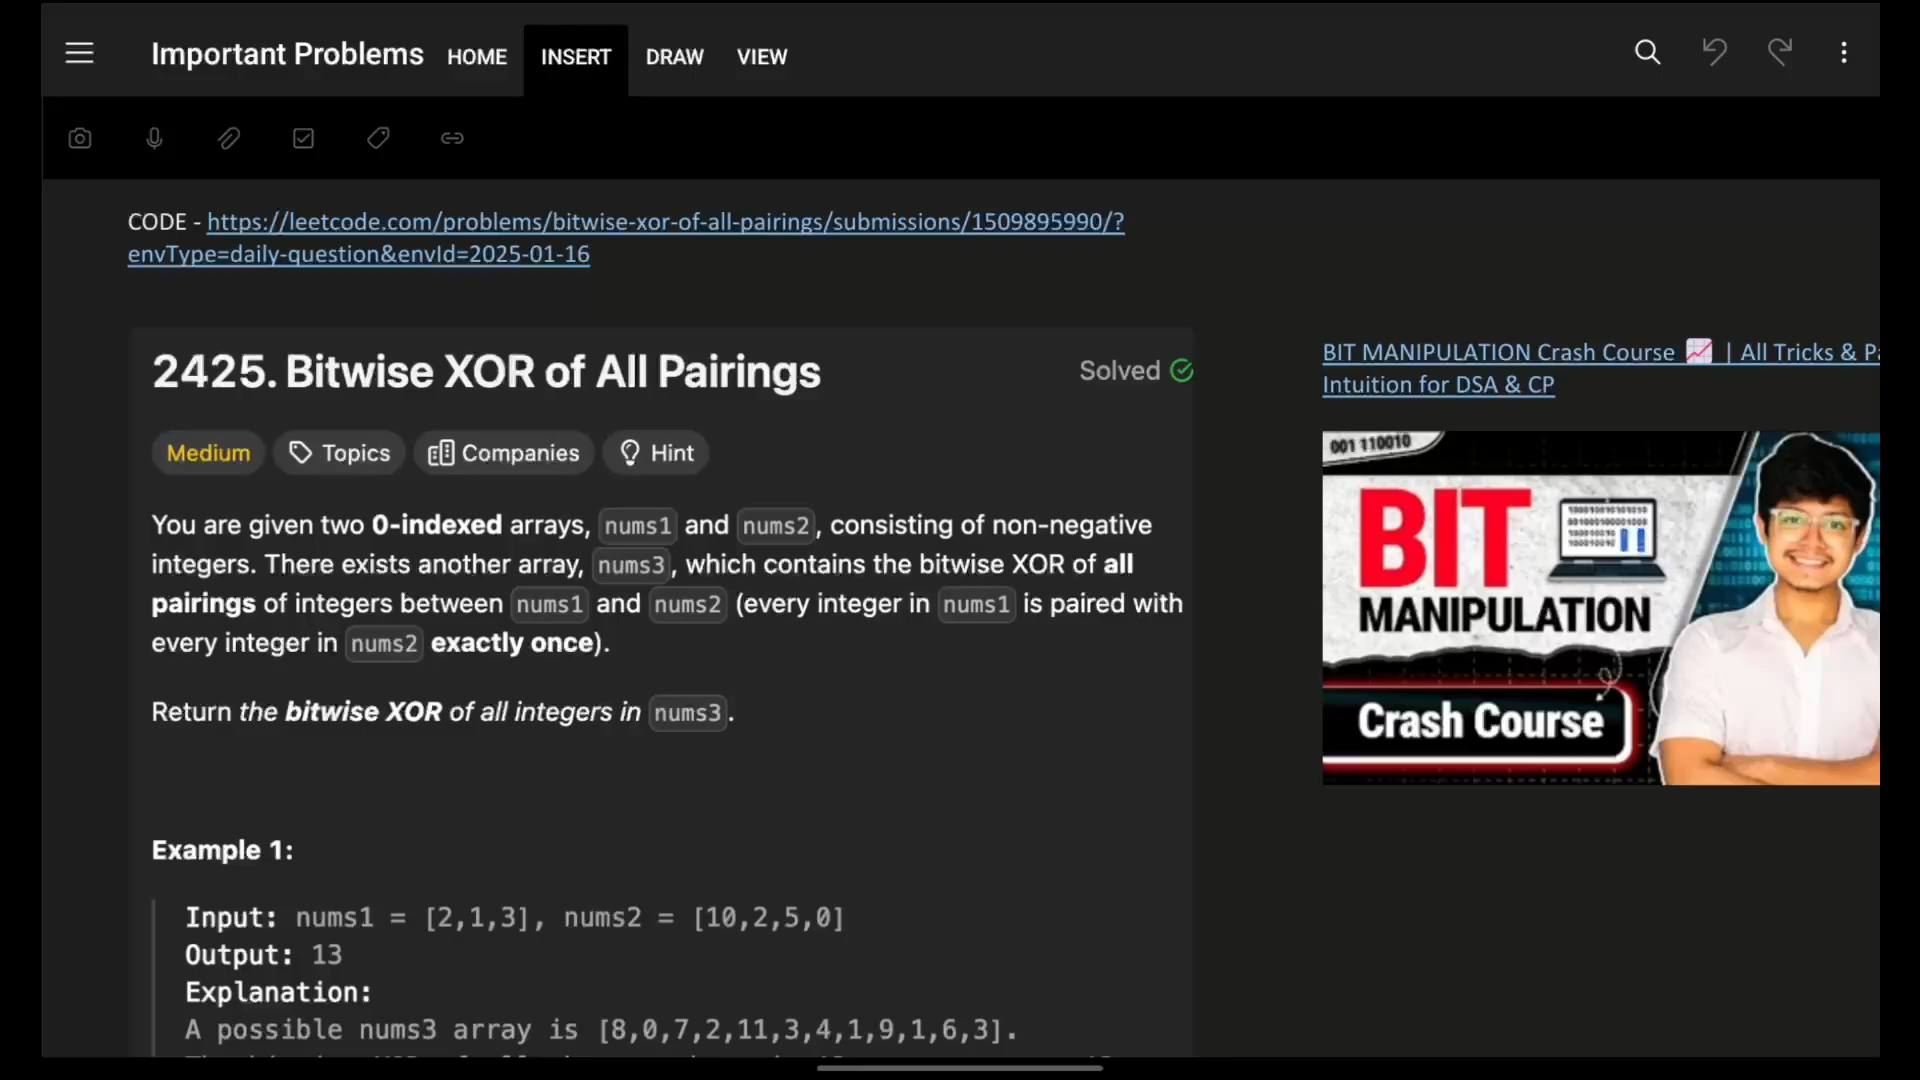 Important Problems HOME INSERT DRAW VIEW
CODE - https://leetcode.com/problems/bitwise-xor-of-all-pairings/submissions/1509895990/?
envType=daily-question&envId=2025-01-16
2425. Bitwise XOR of All Pairings
Solved
Medium Topics Companies Hint
You are given two 0-indexed arrays, nums1 and nums2, consisting of non-negative
integers. There exists another array, nums3, which contains the bitwise XOR of all
pairings of integers between nums1 and nums2 (every integer in nums1 is paired with
every integer in nums2 exactly once).
Return the bitwise XOR of all integers in nums3.
Example 1:
Input: nums1 = [2,1,3], nums2 = [10,2,5,0]
Output: 13
Explanation:
A possible nums3 array is [8,0,7,2,11,3,4,1,9,1,6,3].
BIT MANIPULATION Crash Course 📈 | All Tricks &
Intuition for DSA & CP
001 110010
BIT
MANIPULATION
Crash Course